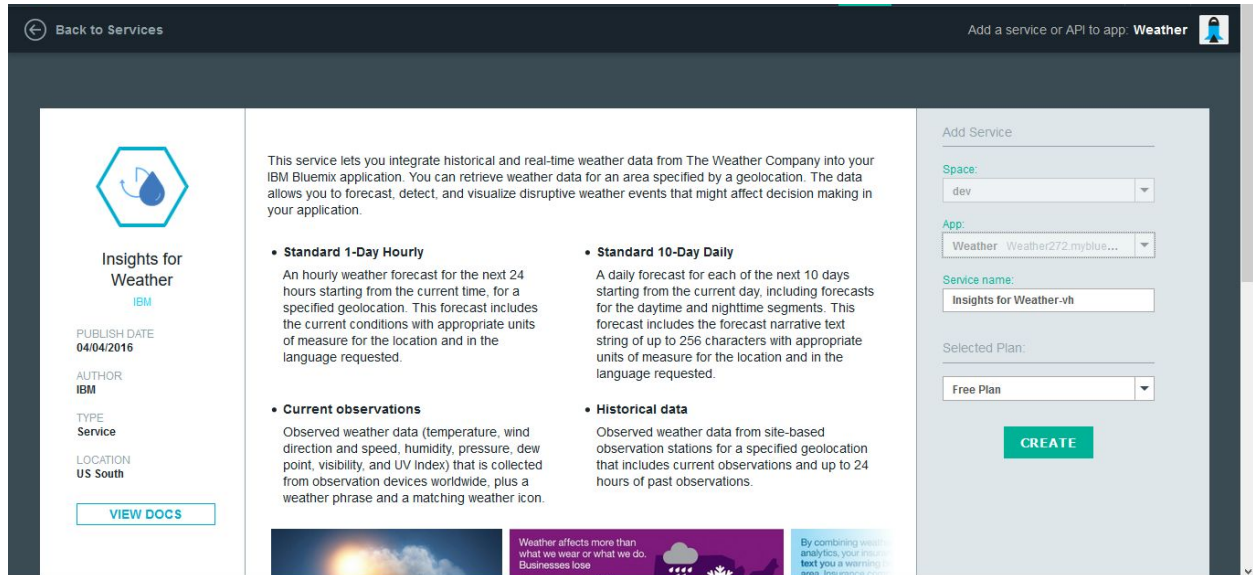 Back to Services
Add a service or API to app: Weather
Insights for
Weather
IBM
PUBLISH DATE
04/04/2016
AUTHOR
IBM
TYPE
Service
LOCATION
US South
VIEW DOCS
This service lets you integrate historical and real-time weather data from The Weather Company into your
IBM Bluemix application. You can retrieve weather data for an area specified by a geolocation. The data
allows you to forecast, detect, and visualize disruptive weather events that might affect decision making in
your application.
• Standard 1-Day Hourly
An hourly weather forecast for the next 24
hours starting from the current time, for a
specified geolocation. This forecast includes
the current conditions with appropriate units
of measure for the location and in the
language requested.
• Standard 10-Day Daily
A daily forecast for each of the next 10 days
starting from the current day, including forecasts
for the daytime and nighttime segments. This
forecast includes the forecast narrative text
string of up to 256 characters with appropriate
units of measure for the location and in the
language requested.
• Current observations
Observed weather data (temperature, wind
direction and speed, humidity, pressure, dew
point, visibility, and UV Index) that is collected
from observation devices worldwide, plus a
weather phrase and a matching weather icon.
• Historical data
Observed weather data from site-based
observation stations for a specified geolocation
that includes current observations and up to 24
hours of past observations.
Weather affects more than
what we wear or what we do.
Businesses lose
By combining
analytics, your
text you a warning
Add Service
Space:
dev
App:
Weather Weather272.myblue...
Service name:
Insights for Weather-vh
Selected Plan:
Free Plan
CREATE